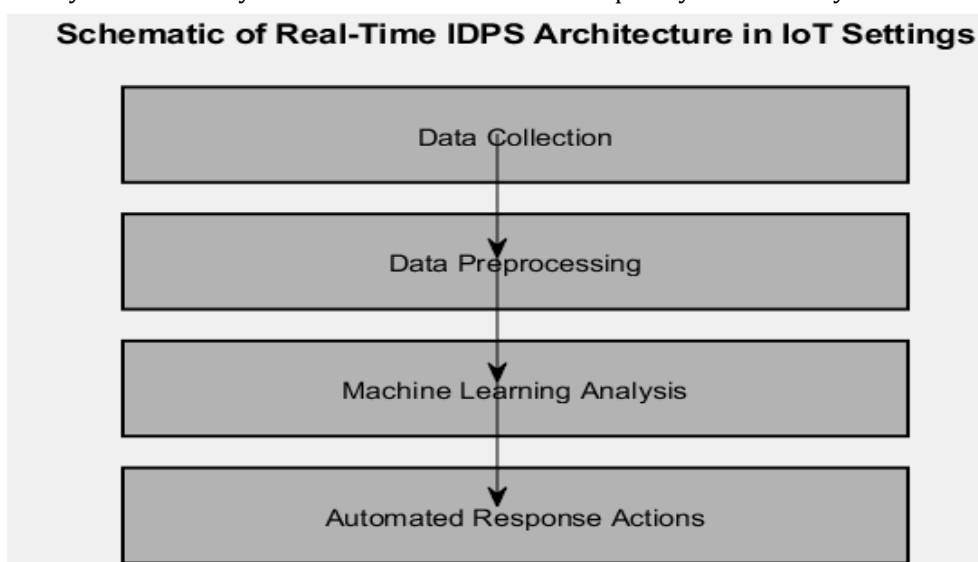 Schematic of Real-Time IDPS Architecture in IoT Settings
Data Collection
Data Preprocessing
Machine Learning Analysis
Automated Response Actions